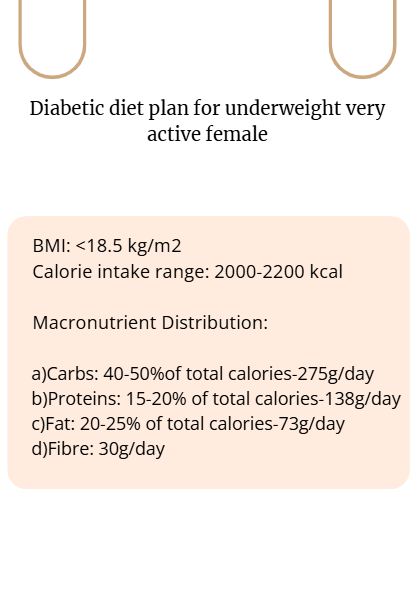 Diabetic diet plan for underweight very
active female
BMI: <18.5 kg/m2
Calorie intake range: 2000-2200 kcal
Macronutrient Distribution:
a)Carbs: 40-50%of total calories-275g/day
b)Proteins: 15-20% of total calories-138g/day
c)Fat: 20-25% of total calories-73g/day
d)Fibre: 30g/day